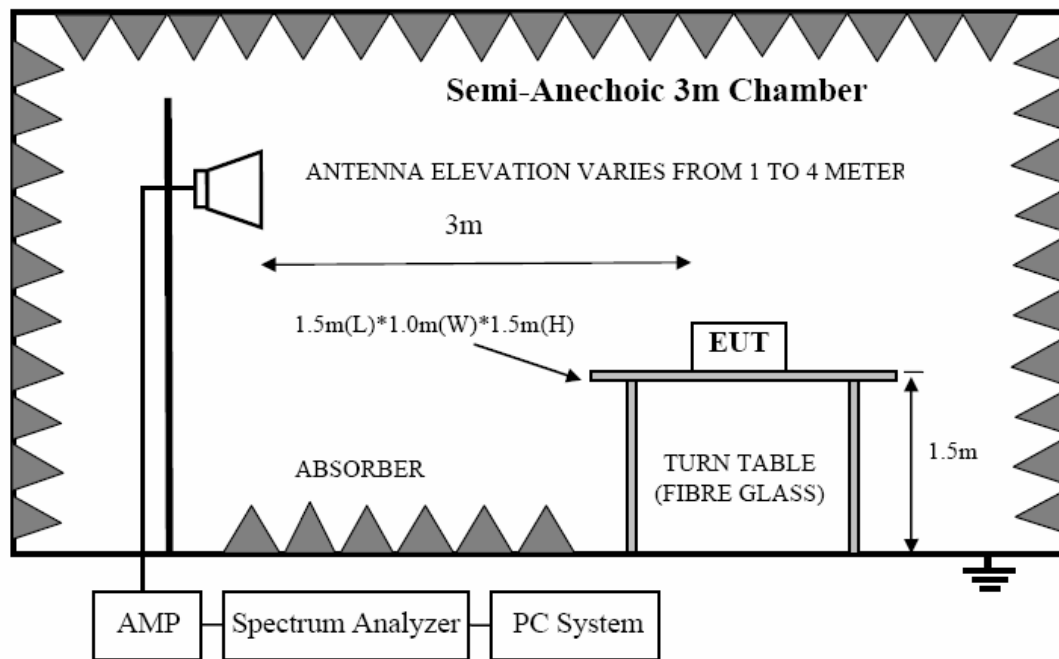 Semi-Anechoic 3m Chamber
ANTENNA ELEVATION VARIES FROM 1 TO 4 METER
3m
1.5m(L)*1.0m(W)*1.5m(H)
EUT
1.5m
ABSORBER
TURN TABLE
(FIBRE GLASS)
AMP
Spectrum Analyzer
PC System